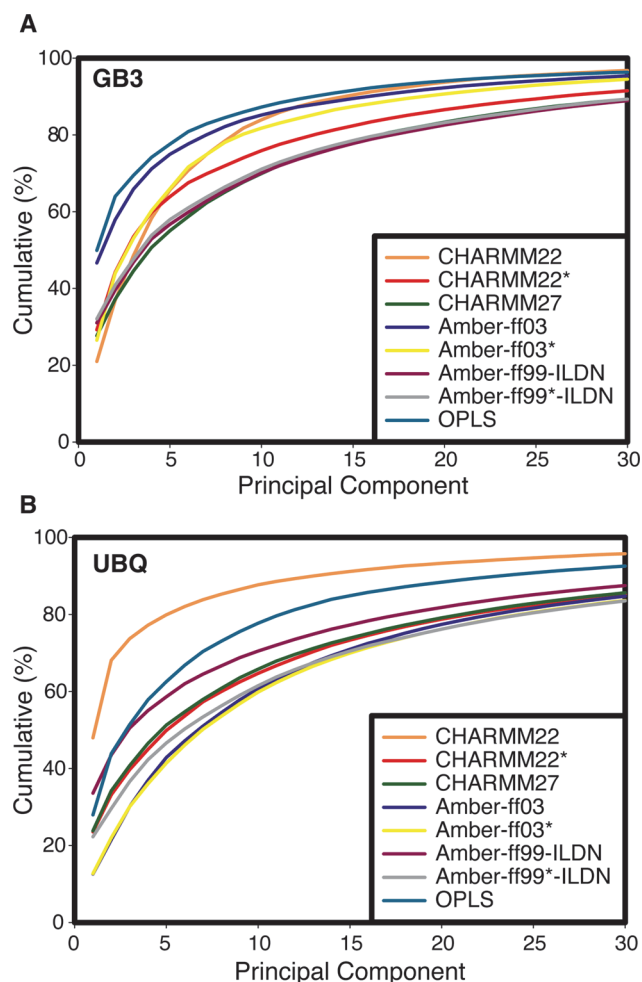 A
GB3
100
80
60
40
20
0
Cumulative (%)
CHARMM22
CHARMM22*
CHARMM27
Amber-ff03
Amber-ff03*
Amber-ff99-ILDN
Amber-ff99*-ILDN
OPLS
0 5 10 15 20 25 30
Principal Component
B
UBQ
100
80
60
40
20
0
Cumulative (%)
CHARMM22
CHARMM22*
CHARMM27
Amber-ff03
Amber-ff03*
Amber-ff99-ILDN
Amber-ff99*-ILDN
OPLS
0 5 10 15 20 25 30
Principal Component